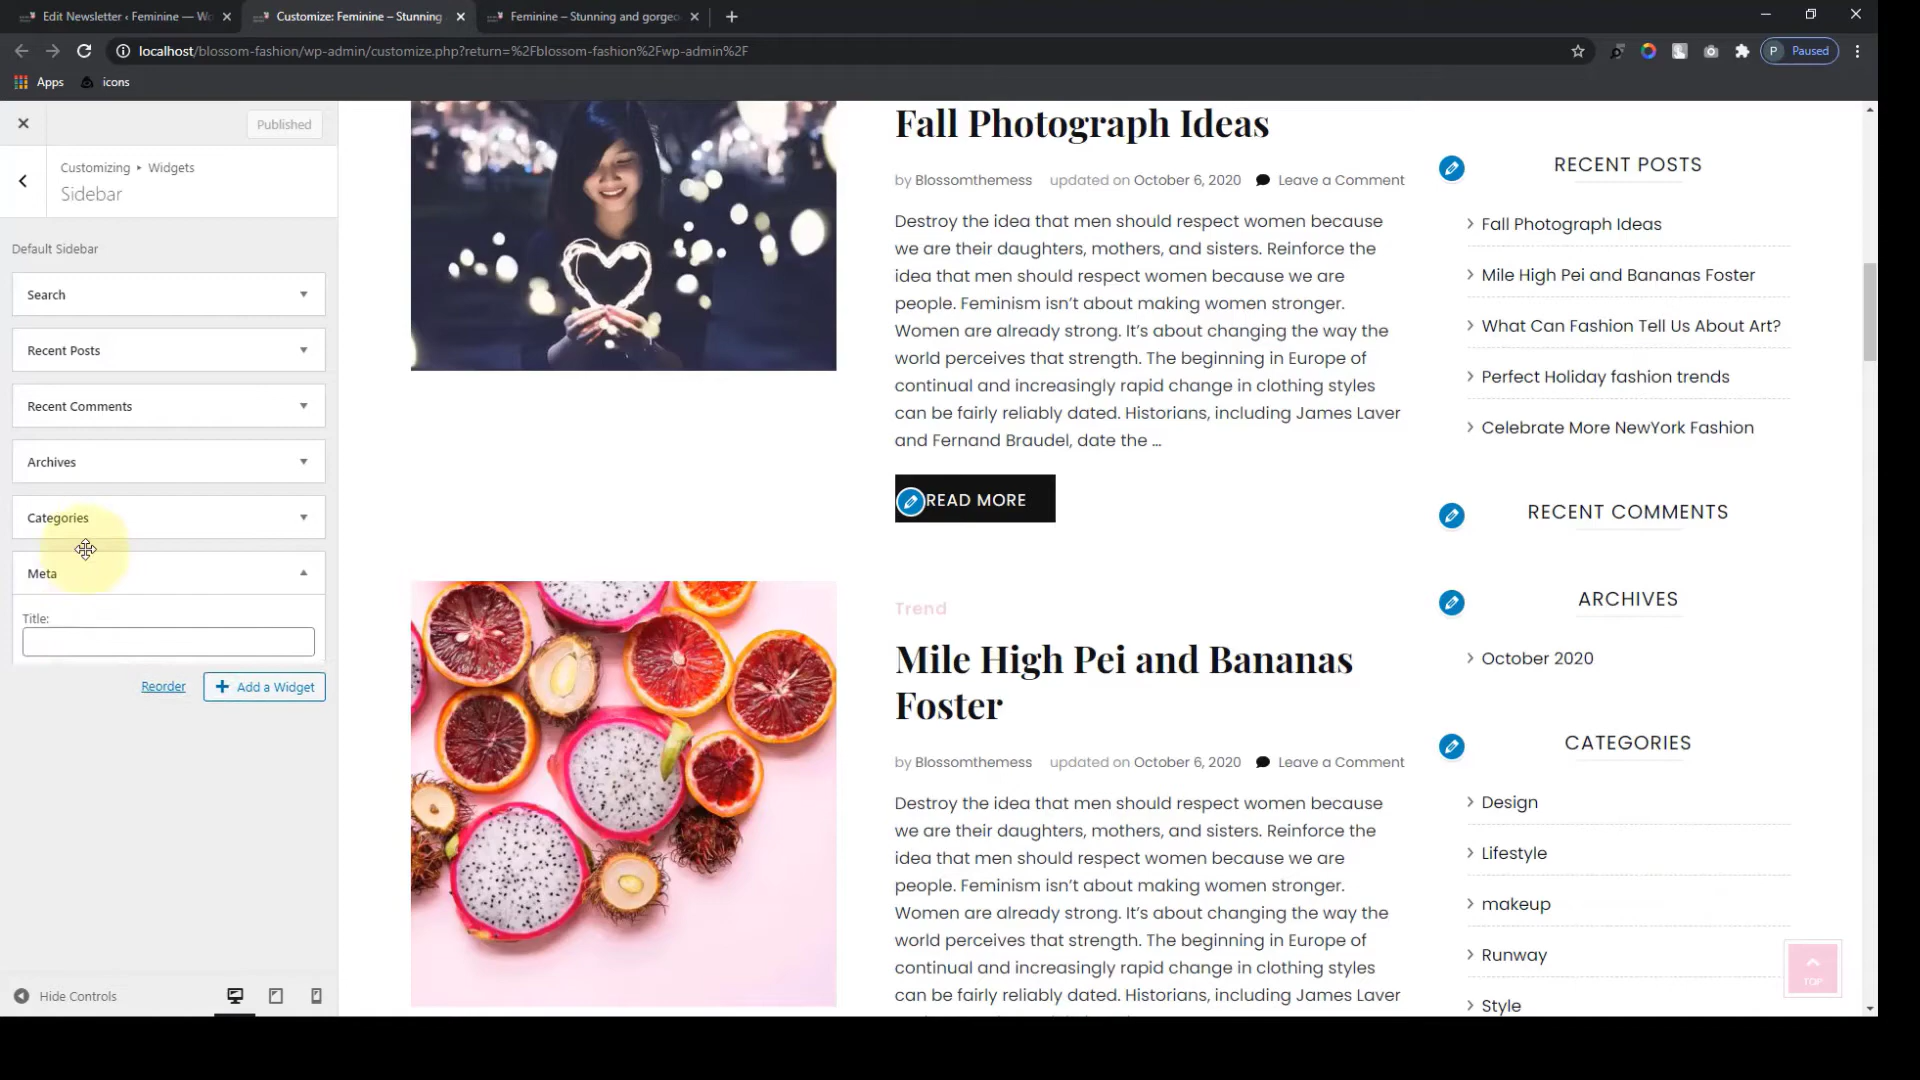 Edit Newsletter ‹ Feminine — Wo
Customize: Feminine – Stunning
Feminine – Stunning and gorgeo
localhost/blossom-fashion/wp-admin/customize.php?return=%2Fblossom-fashion%2Fwp-admin%2F
P Paused
Apps
icons
Published
Customizing ▸ Widgets
Sidebar
Default Sidebar
Search
Recent Posts
Recent Comments
Archives
Categories
Meta
Title:
Reorder
Add a Widget
Hide Controls
Fall Photograph Ideas
by Blossomthemess updated on October 6, 2020 Leave a Comment
Destroy the idea that men should respect women because
we are their daughters, mothers, and sisters. Reinforce the
idea that men should respect women because we are
people. Feminism isn’t about making women stronger.
Women are already strong. It’s about changing the way the
world perceives that strength. The beginning in Europe of
continual and increasingly rapid change in clothing styles
can be fairly reliably dated. Historians, including James Laver
and Fernand Braudel, date the …
READ MORE
Trend
Mile High Pei and Bananas
Foster
by Blossomthemess updated on October 6, 2020 Leave a Comment
Destroy the idea that men should respect women because
we are their daughters, mothers, and sisters. Reinforce the
idea that men should respect women because we are
people. Feminism isn’t about making women stronger.
Women are already strong. It’s about changing the way the
world perceives that strength. The beginning in Europe of
continual and increasingly rapid change in clothing styles
can be fairly reliably dated. Historians, including James Laver
RECENT POSTS
Fall Photograph Ideas
Mile High Pei and Bananas Foster
What Can Fashion Tell Us About Art?
Perfect Holiday fashion trends
Celebrate More NewYork Fashion
RECENT COMMENTS
ARCHIVES
October 2020
CATEGORIES
Design
Lifestyle
makeup
Runway
Style
TOP